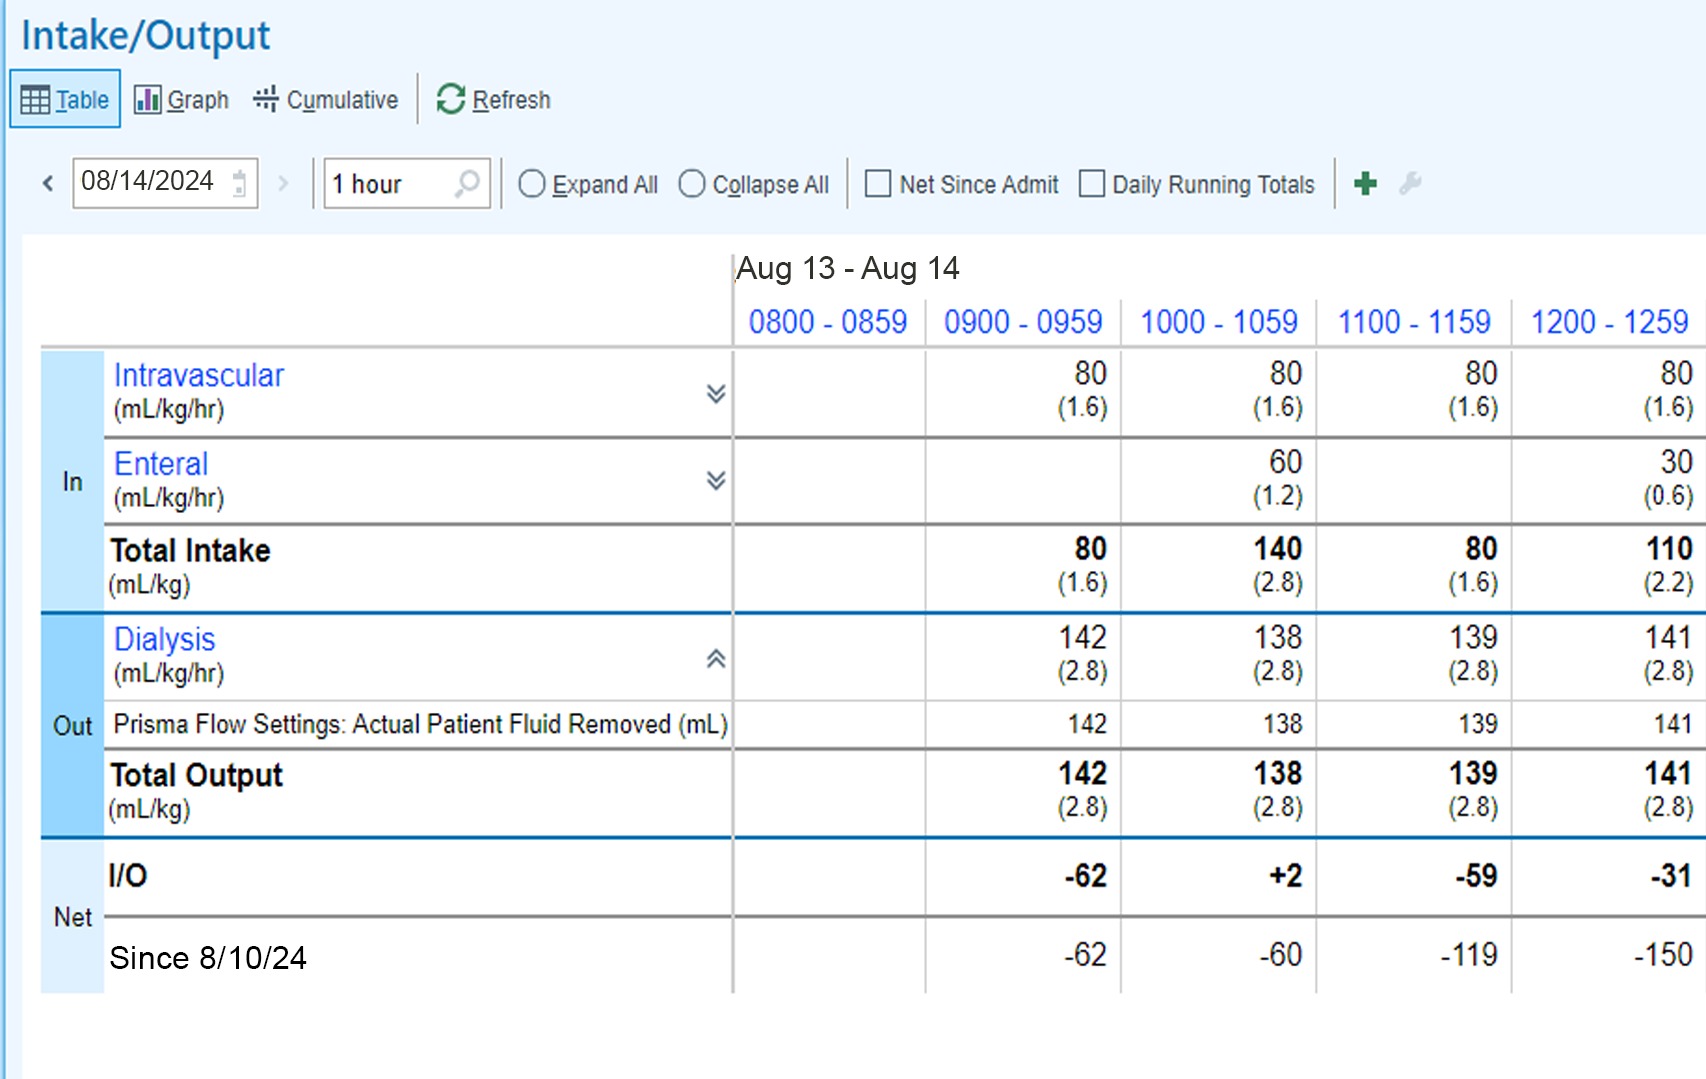 Intake/Output
Table Graph Cumulative Refresh
08/14/2024 1 hour Expand All Collapse All Net Since Admit Daily Running Totals
Aug 13 - Aug 14
0800 - 0859 0900 - 0959 1000 - 1059 1100 - 1159 1200 - 1259
In
Intravascular 80 80 80 80
(mL/kg/hr) (1.6) (1.6) (1.6) (1.6)
Enteral 60 30
(mL/kg/hr) (1.2) (0.6)
Total Intake 80 140 80 110
(mL/kg) (1.6) (2.8) (1.6) (2.2)
Out
Dialysis 142 138 139 141
(mL/kg/hr) (2.8) (2.8) (2.8) (2.8)
Prisma Flow Settings: Actual Patient Fluid Removed (mL) 142 138 139 141
Total Output 142 138 139 141
(mL/kg) (2.8) (2.8) (2.8) (2.8)
Net
I/O -62 +2 -59 -31
Since 8/10/24 -62 -60 -119 -150